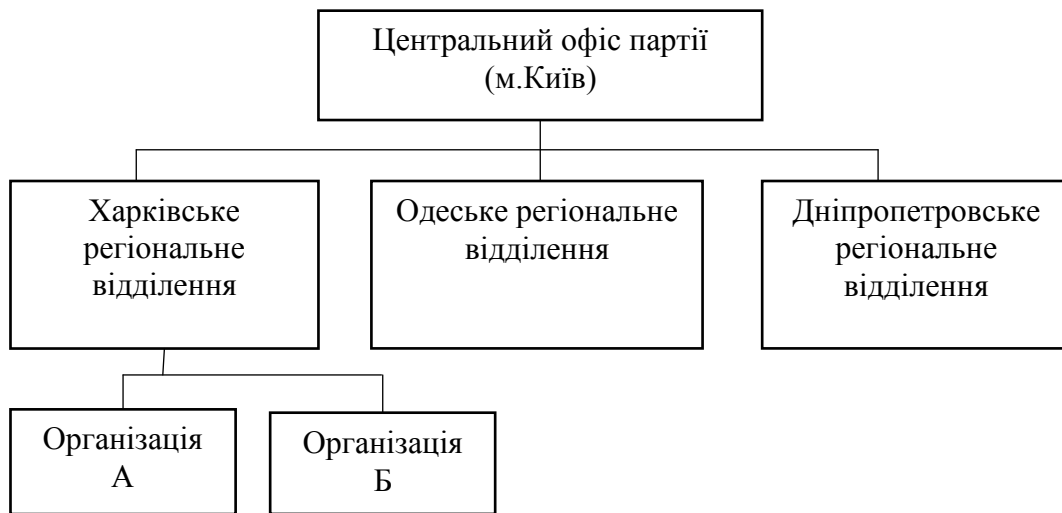 Центральний офіс партії
(м.Київ)
Харківське
регіональне
відділення
Одеське регіональне
відділення
Дніпропетровське
регіональне
відділення
Організація
А
Організація
Б